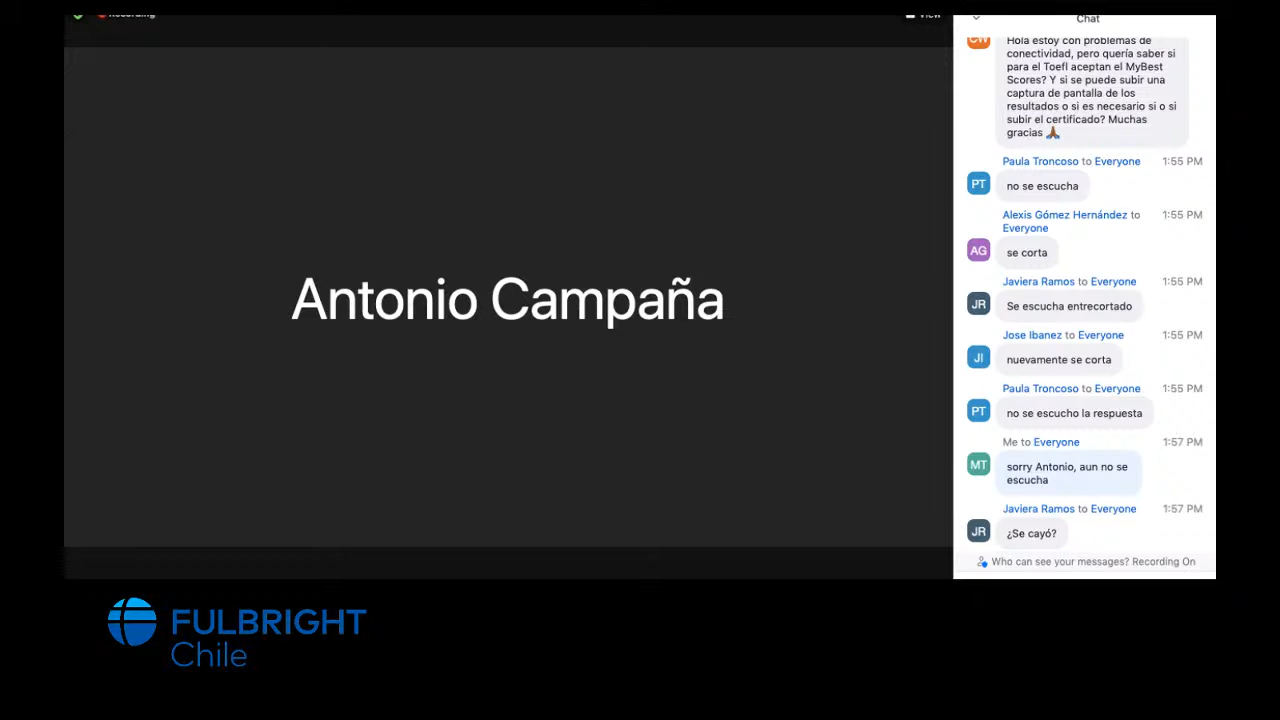 Recording
View
Chat
CW
Hola estoy con problemas de
conectividad, pero quería saber si
para el Toefl aceptan el MyBest
Scores? Y si se puede subir una
captura de pantalla de los
resultados o si es necesario si o si
subir el certificado? Muchas
gracias 🙏🏾
Paula Troncoso to Everyone 1:55 PM
PT
no se escucha
Alexis Gómez Hernández to 1:55 PM
Everyone
AG
se corta
Javiera Ramos to Everyone 1:55 PM
JR
Se escucha entrecortado
Jose Ibanez to Everyone 1:55 PM
JI
nuevamente se corta
Paula Troncoso to Everyone 1:55 PM
PT
no se escucho la respuesta
Me to Everyone 1:57 PM
MT
sorry Antonio, aun no se
escucha
Javiera Ramos to Everyone 1:57 PM
JR
¿Se cayó?
Who can see your messages? Recording On
Antonio Campaña
FULBRIGHT
Chile